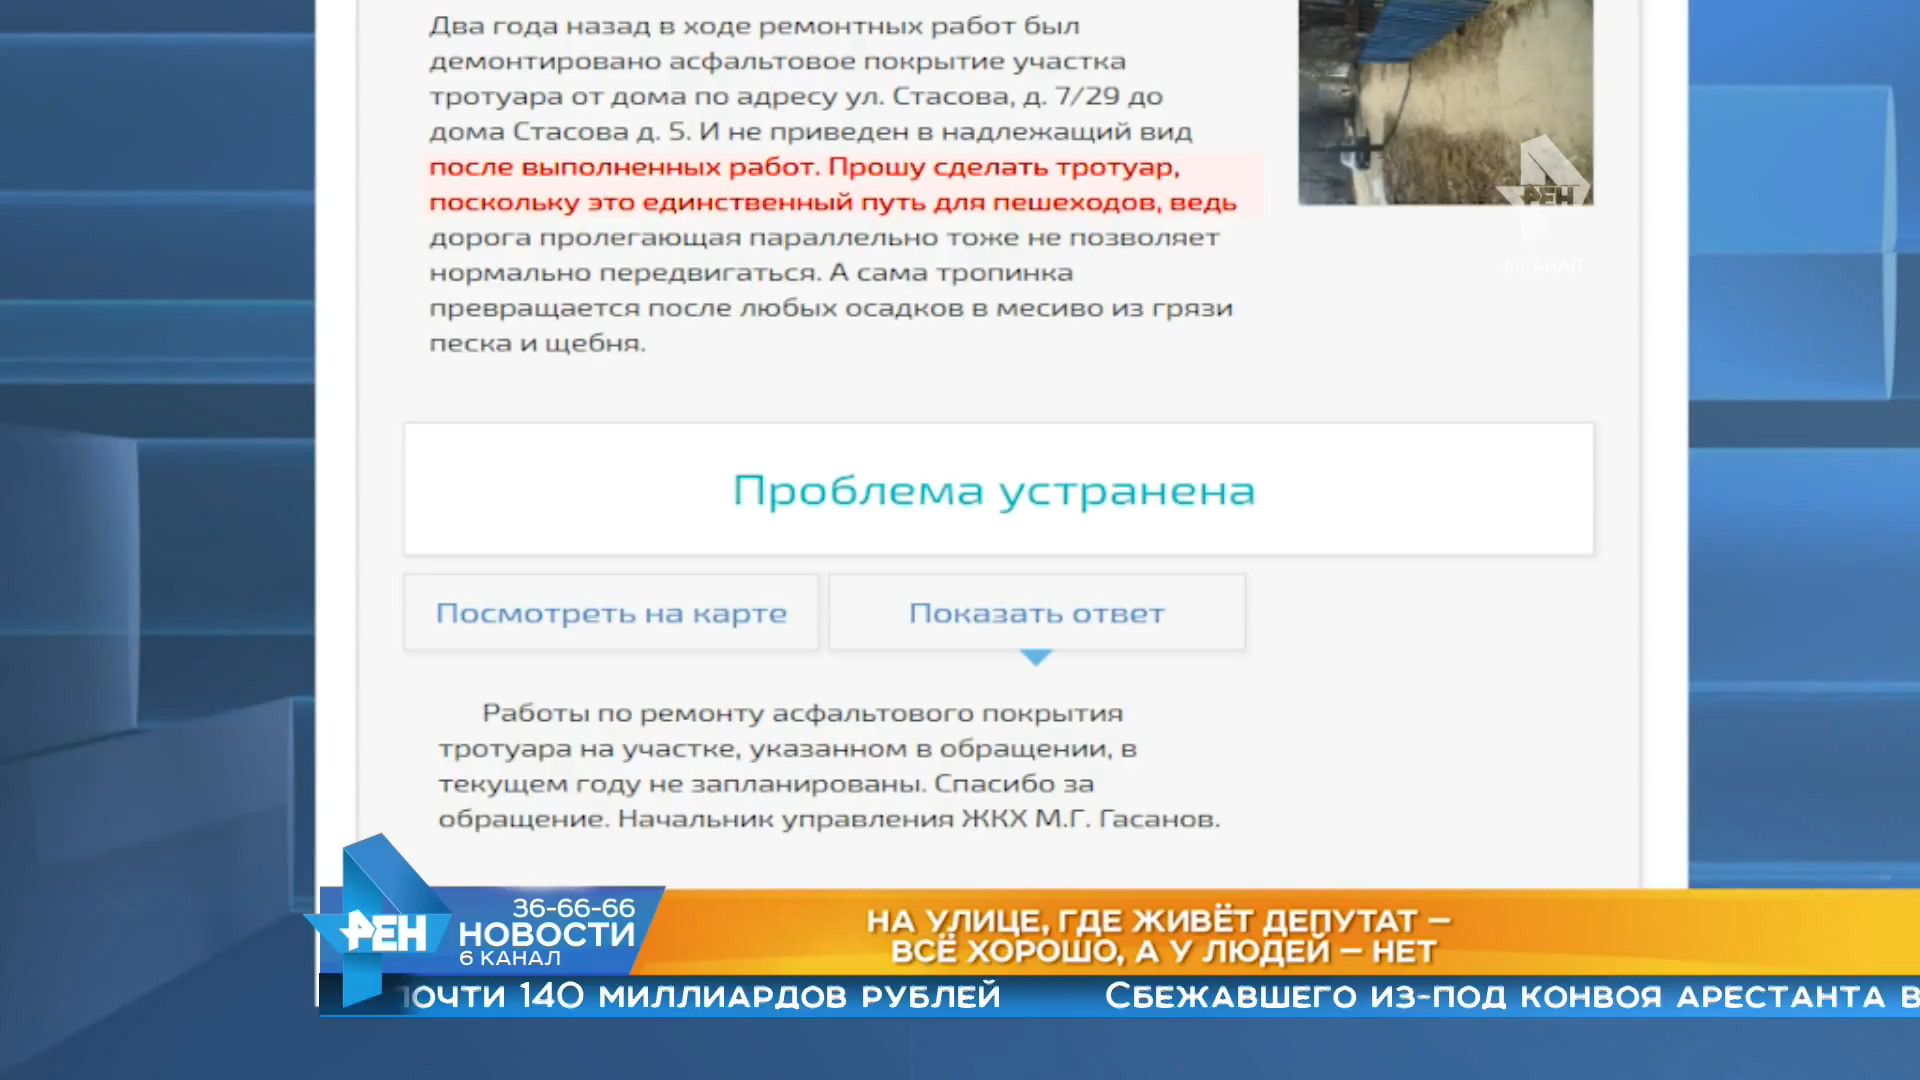 Два года назад в ходе ремонтных работ был
демонтировано асфальтовое покрытие участка
тротуара от дома по адресу ул. Стасова, д. 7/29 до
дома Стасова д. 5. И не приведен в надлежащий вид
после выполненных работ. Прошу сделать тротуар,
поскольку это единственный путь для пешеходов, ведь
дорога пролегающая параллельно тоже не позволяет
нормально передвигаться. А сама тропинка
превращается после любых осадков в месиво из грязи
песка и щебня.
РЕН
6 КАНАЛ
Проблема устранена
Посмотреть на карте
Показать ответ
Работы по ремонту асфальтового покрытия
тротуара на участке, указанном в обращении, в
текущем году не запланированы. Спасибо за
обращение. Начальник управления ЖКХ М.Г. Гасанов.
РЕН
36-66-66
НОВОСТИ
6 КАНАЛ
НА УЛИЦЕ, ГДЕ ЖИВЁТ ДЕПУТАТ —
ВСЁ ХОРОШО, А У ЛЮДЕЙ — НЕТ
ПОЧТИ 140 МИЛЛИАРДОВ РУБЛЕЙ
СБЕЖАВШЕГО ИЗ-ПОД КОНВОЯ АРЕСТАНТА В